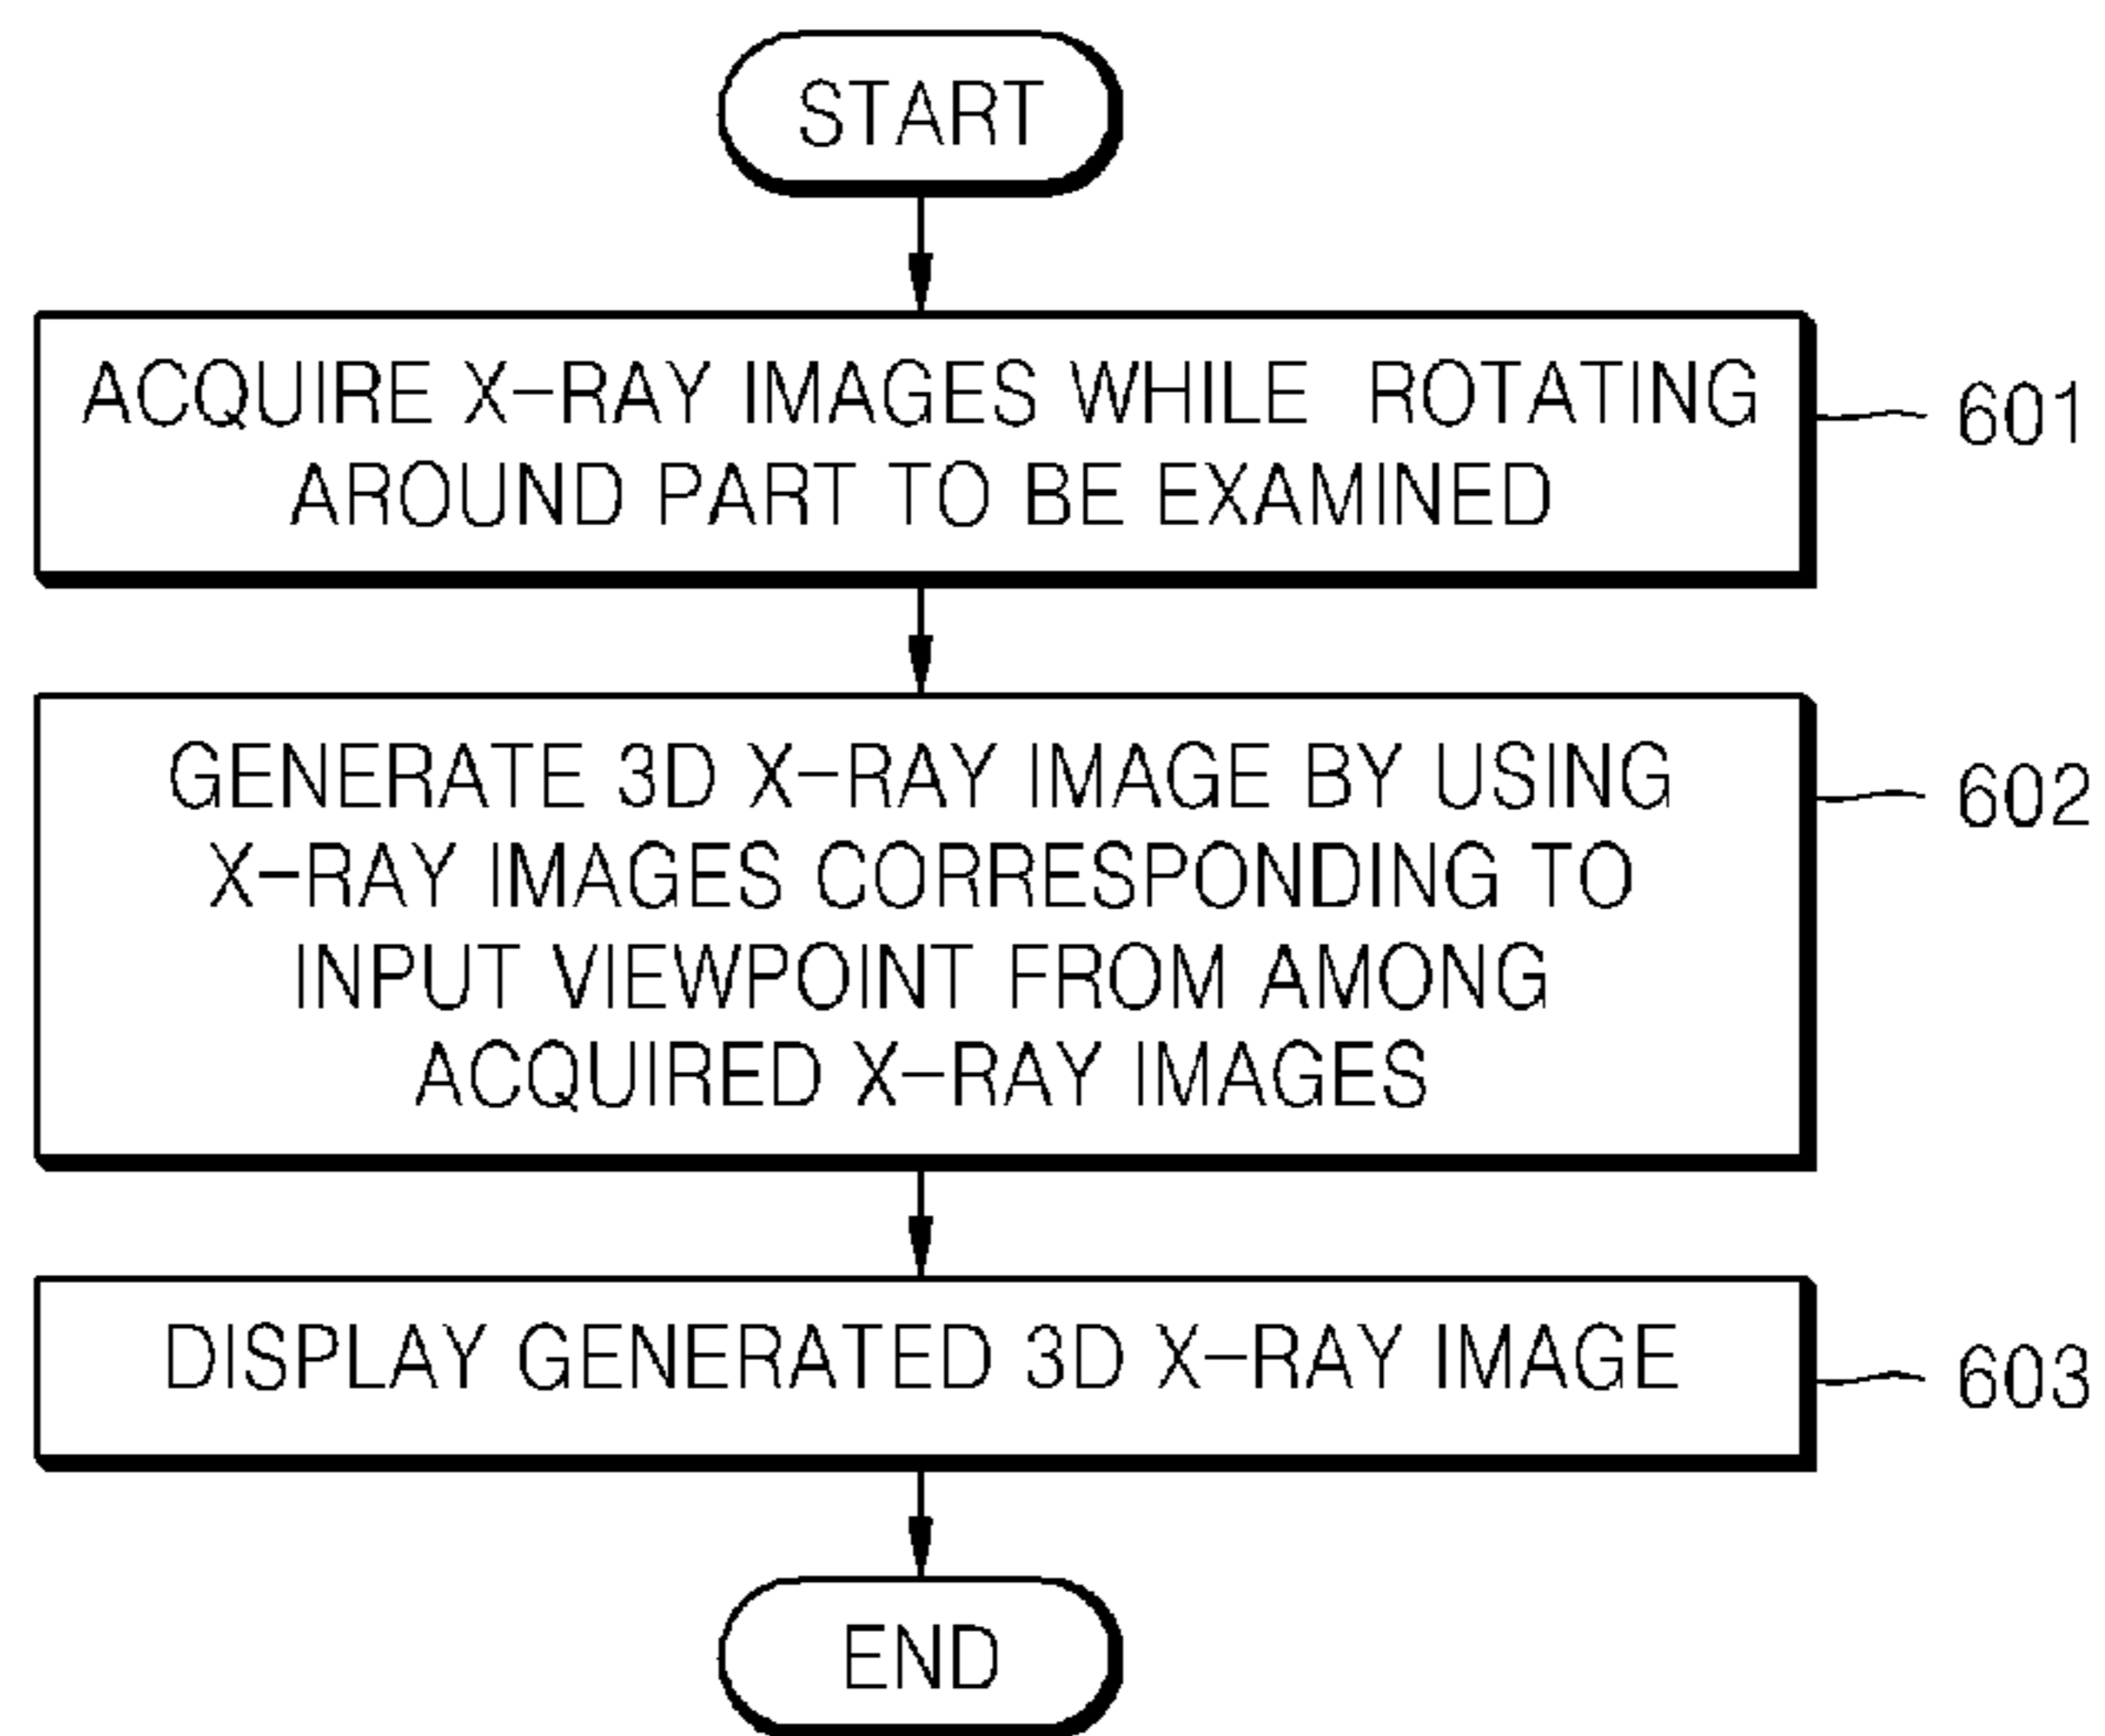 START
ACQUIRE X-RAY IMAGES WHILE ROTATING
AROUND PART TO BE EXAMINED
601
GENERATE 3D X-RAY IMAGE BY USING
X-RAY IMAGES CORRESPONDING TO
INPUT VIEWPOINT FROM AMONG
ACQUIRED X-RAY IMAGES
602
DISPLAY GENERATED 3D X-RAY IMAGE
603
END